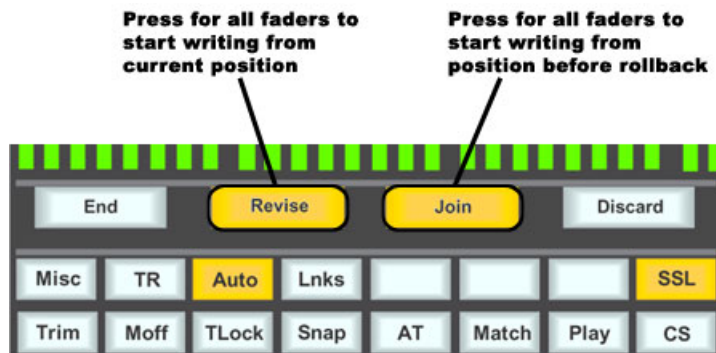 Press for all faders to
start writing from
current position
Press for all faders to
start writing from
position before rollback
End Revise Join Discard
Misc TR Auto Lnks SSL
Trim Moff TLock Snap AT Match Play CS